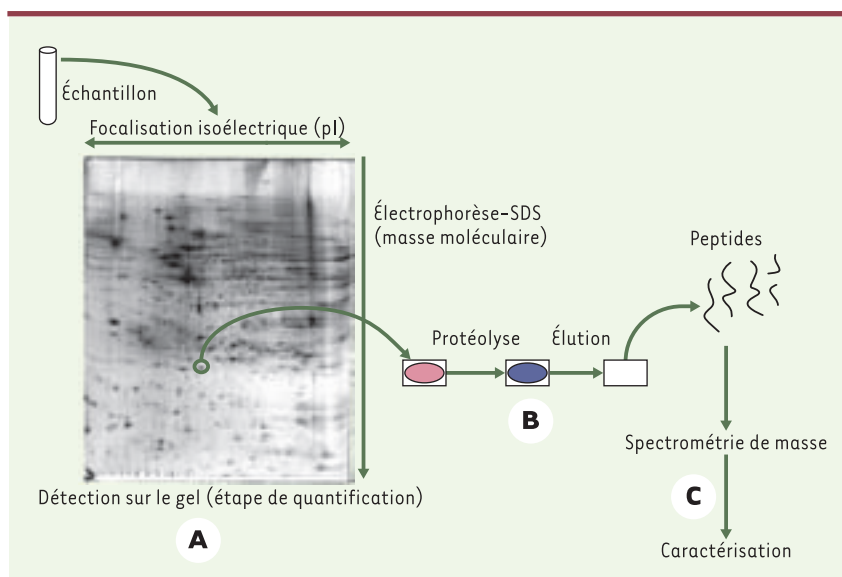 Échantillon
Focalisation isoélectrique (pI)
Électrophorèse-SDS
(masse moléculaire)
Peptides
Protéolyse
Élution
B
Spectrométrie de masse
C
Détection sur le gel (étape de quantification)
A
Caractérisation